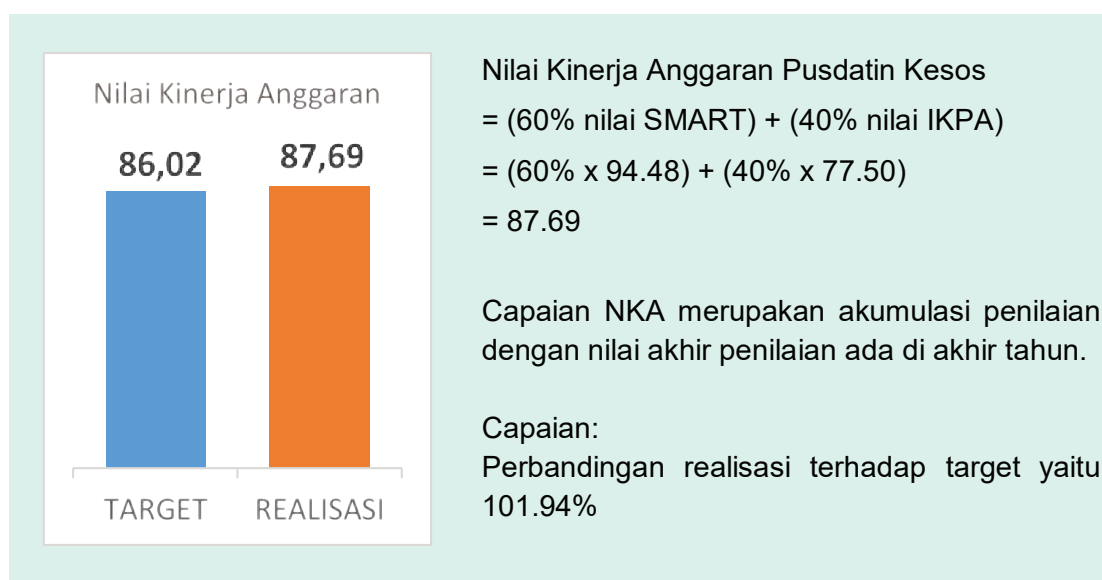 Nilai Kinerja Anggaran
86,02
87,69
TARGET
REALISASI
Nilai Kinerja Anggaran Pusdatin Kesos
= (60% nilai SMART) + (40% nilai IKPA)
= (60% x 94.48) + (40% x 77.50)
= 87.69
Capaian NKA merupakan akumulasi penilaian
dengan nilai akhir penilaian ada di akhir tahun.
Capaian:
Perbandingan realisasi terhadap target yaitu
101.94%